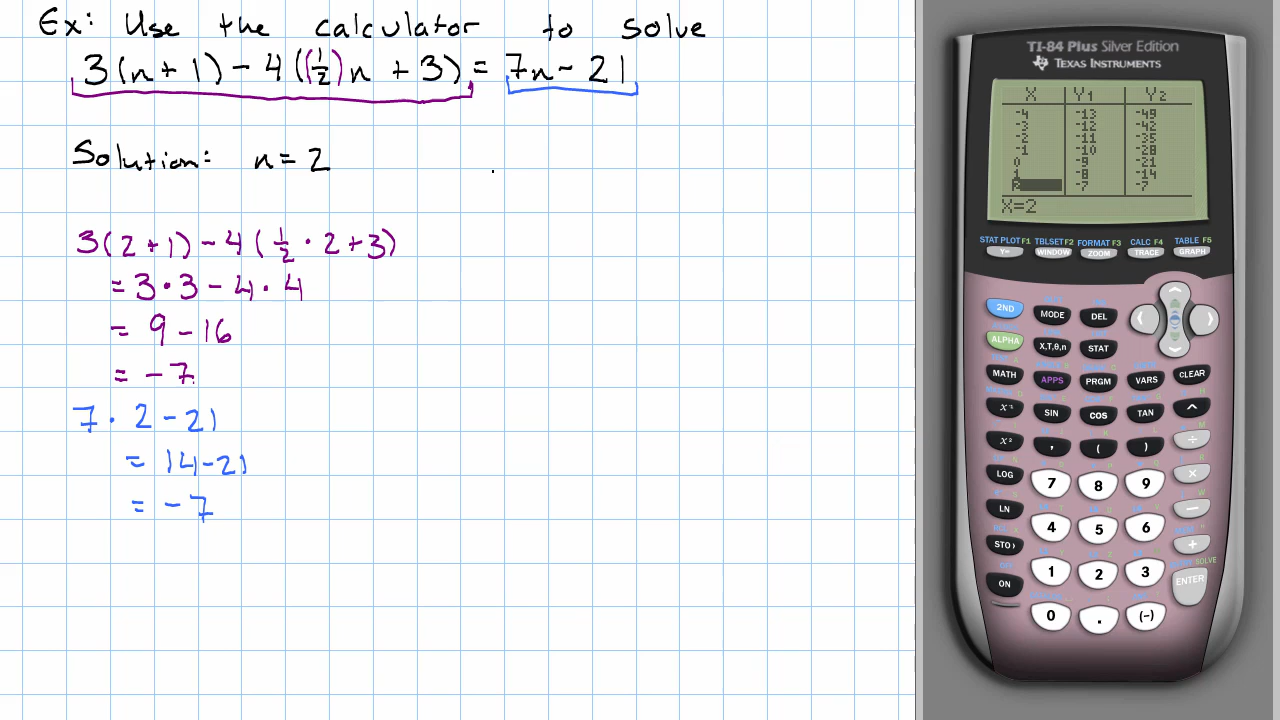 Ex: Use the calculator to solve
3(n + 1) - 4((1/2)n + 3) = 7n - 21
Solution: n = 2
3(2+1) - 4(1/2 · 2 + 3)
= 3 · 3 - 4 · 4
= 9 - 16
= -7
7 · 2 - 21
= 14 - 21
= -7
TI-84 Plus Silver Edition
TEXAS INSTRUMENTS
X Y1 Y2
-4 -13 -49
-3 -12 -42
-2 -11 -35
-1 -10 -28
0 -9 -21
1 -8 -14
2 -7 -7
X=2
STAT PLOT F1 TBLSET F2 FORMAT F3 CALC F4 TABLE F5
Y= WINDOW ZOOM TRACE GRAPH
2ND MODE DEL
ALPHA X,T,θ,n STAT
MATH APPS PRGM VARS CLEAR
SIN COS TAN ^
x² , ( ) ÷
LOG 7 8 9 ×
LN 4 5 6 −
STO› 1 2 3 +
ON 0 . (-) ENTER